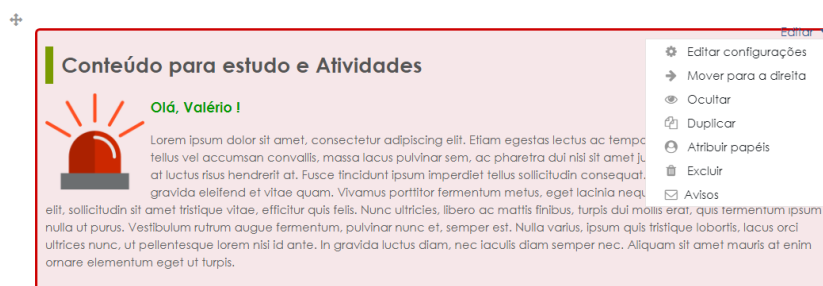 Editar
Conteúdo para estudo e Atividades
Editar configurações
Mover para a direita
Ocultar
Duplicar
Atribuir papéis
Excluir
Avisos
Olá, Valério !
Lorem ipsum dolor sit amet, consectetur adipiscing elit. Etiam egestas lectus ac
tellus vel accumsan convallis, massa lacus pulvinar sem, ac pharetra dui nisi sit amet
at luctus risus hendrerit at. Fusce tincidunt ipsum imperdiet tellus sollicitudin consequat.
gravida eleifend et vitae quam. Vivamus porttitor fermentum metus, eget lacinia
elit, sollicitudin sit amet tristique vitae, efficitur quis felis. Nunc ultricies, libero ac mattis finibus, turpis dui mollis erat, quis fermentum ipsum
nulla ut purus. Vestibulum rutrum augue fermentum, pulvinar nunc et, semper est. Nulla varius, ipsum quis tristique lobortis, lacus orci
ultrices nunc, ut pellentesque lorem nisl id ante. In gravida luctus diam, nec iaculis diam semper nec. Aliquam sit amet mauris at enim
ornare elementum eget ut turpis.